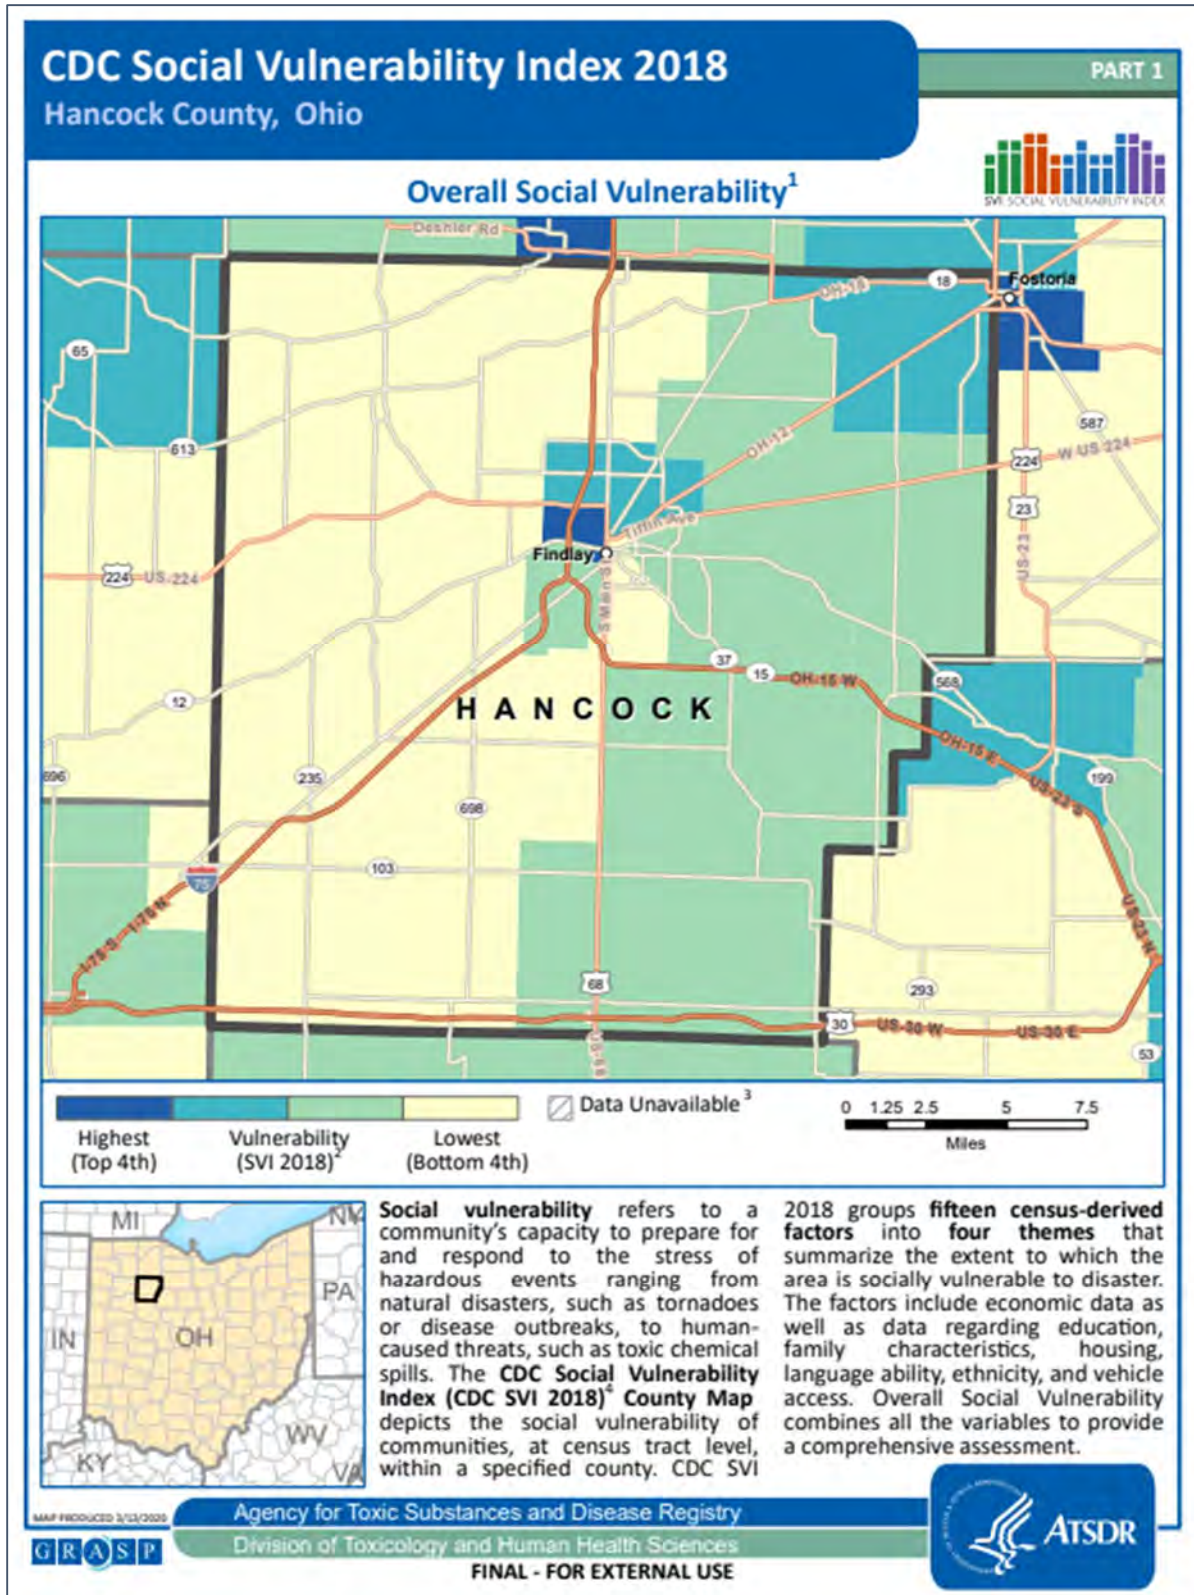 CDC Social Vulnerability Index 2018
Hancock County, Ohio
PART 1
SVI: SOCIAL VULNERABILITY INDEX
Overall Social Vulnerability1
Deshler Rd
OH-18
18
Fostoria
65
613
587
OH-12
W US 224
224
23
US-23
Tiffin Ave
Findlay
S Main St
224
US-224
37
15
OH-15 W
568
12
HANCOCK
OH-15 E
US-23 S
199
696
235
698
103
75
I-75 S
I-75 N
US-23 N
68
293
30
US-30 W
US-30 E
US-68
53
Highest
(Top 4th)
Vulnerability
(SVI 2018)2
Lowest
(Bottom 4th)
Data Unavailable3
0 1.25 2.5 5 7.5
Miles
MI
NY
PA
IN
OH
WV
KY
VA
Social vulnerability refers to a
community's capacity to prepare for
and respond to the stress of
hazardous events ranging from
natural disasters, such as tornadoes
or disease outbreaks, to human-
caused threats, such as toxic chemical
spills. The CDC Social Vulnerability
Index (CDC SVI 2018)4 County Map
depicts the social vulnerability of
communities, at census tract level,
within a specified county. CDC SVI
2018 groups fifteen census-derived
factors into four themes that
summarize the extent to which the
area is socially vulnerable to disaster.
The factors include economic data as
well as data regarding education,
family characteristics, housing,
language ability, ethnicity, and vehicle
access. Overall Social Vulnerability
combines all the variables to provide
a comprehensive assessment.
MAP PRODUCED 3/13/2020
GRASP
Agency for Toxic Substances and Disease Registry
Division of Toxicology and Human Health Sciences
FINAL - FOR EXTERNAL USE
ATSDR